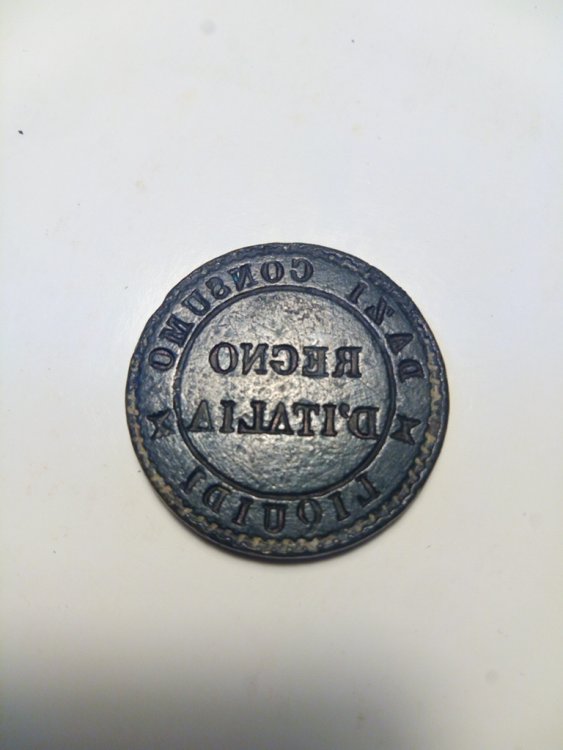 DAZI CONSUMO
REGNO
D'ITALIA
LIQUIDI